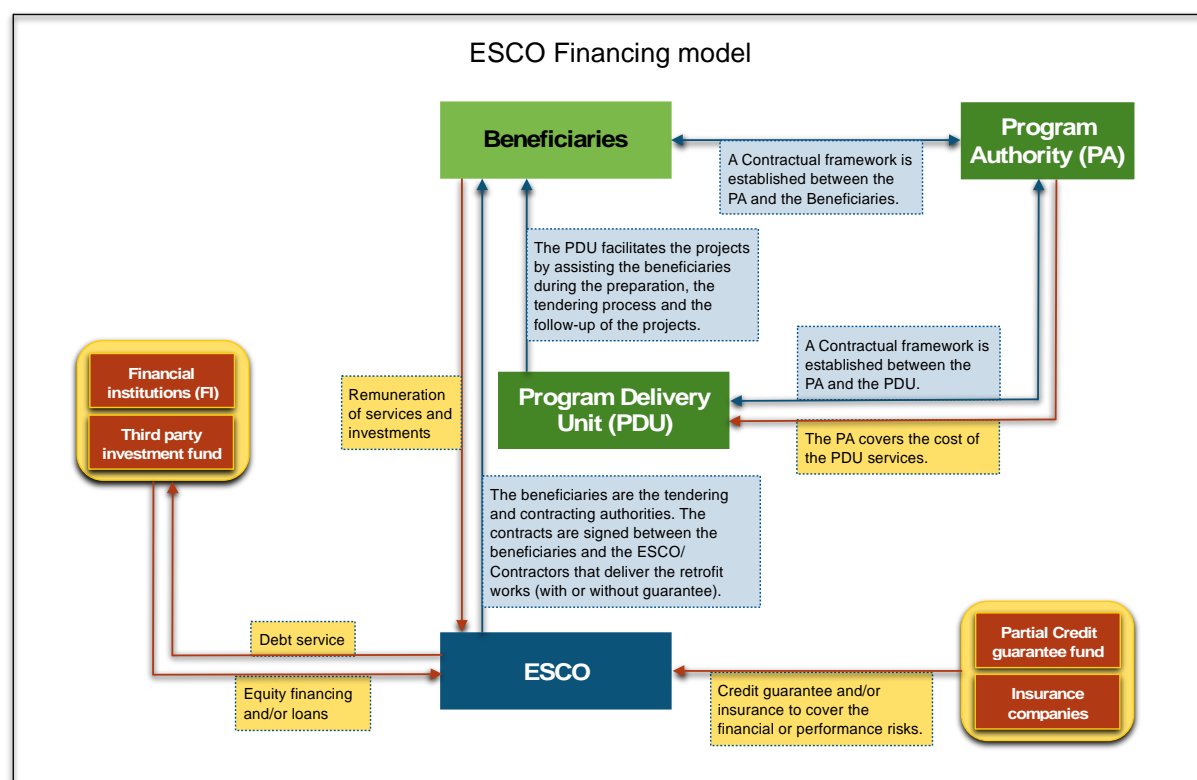 ESCO Financing model
Beneficiaries
Program
Authority (PA)
A Contractual framework is
established between the
PA and the Beneficiaries.
The PDU facilitates the projects
by assisting the beneficiaries
during the preparation, the
tendering process and the
follow-up of the projects.
A Contractual framework is
established between the
PA and the PDU.
Financial
institutions (FI)
Third party
investment fund
Remuneration
of services and
investments
Program Delivery
Unit (PDU)
The PA covers the cost of
the PDU services.
The beneficiaries are the tendering
and contracting authorities. The
contracts are signed between the
beneficiaries and the ESCO/
Contractors that deliver the retrofit
works (with or without guarantee).
Debt service
Equity financing
and/or loans
ESCO
Credit guarantee and/or
insurance to cover the
financial or performance risks.
Partial Credit
guarantee fund
Insurance
companies